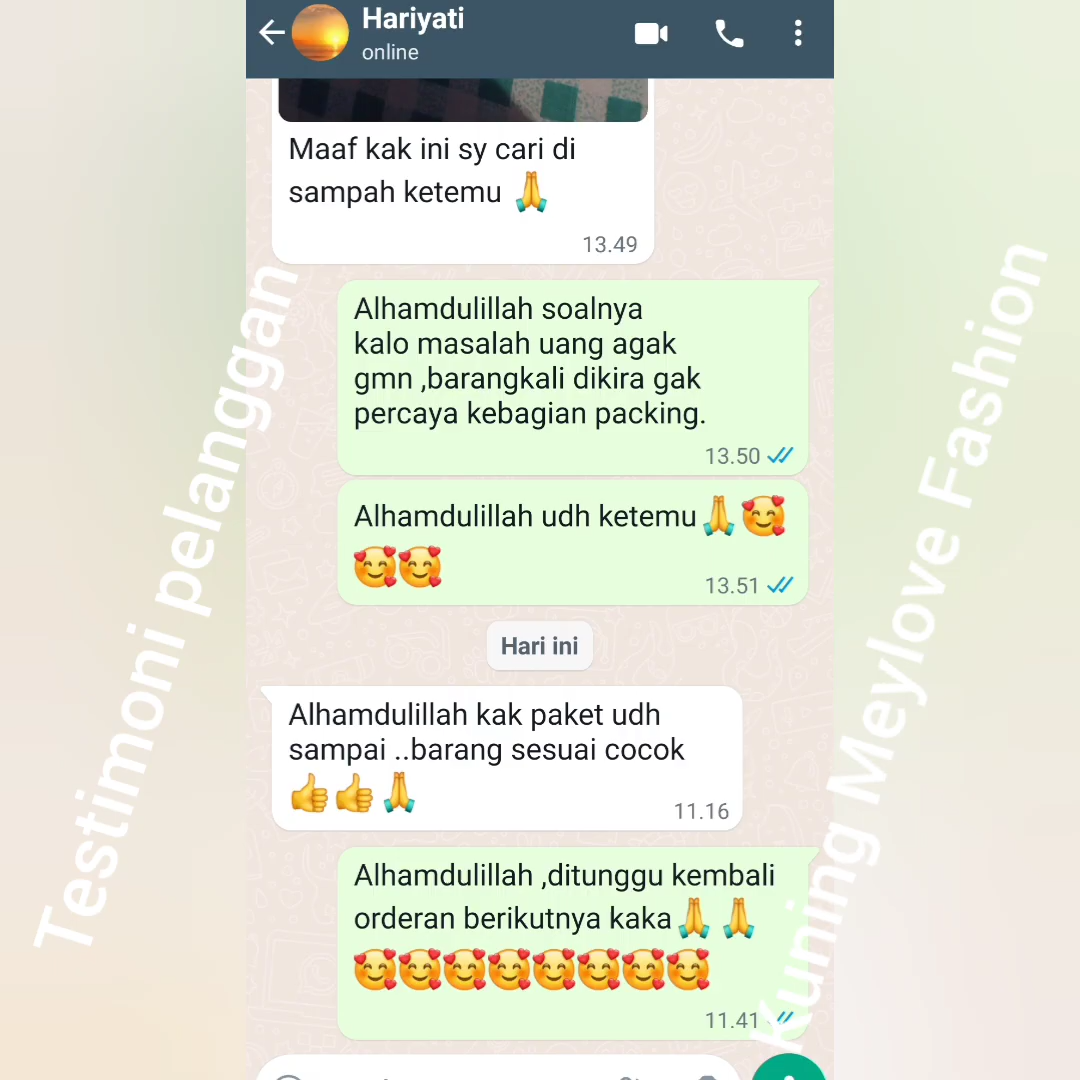 Hariyati
online
Maaf kak ini sy cari di
sampah ketemu 🙏
13.49
Alhamdulillah soalnya
kalo masalah uang agak
gmn ,barangkali dikira gak
percaya kebagian packing.
13.50
Alhamdulillah udh ketemu🙏🥰
🥰🥰
13.51
Hari ini
Alhamdulillah kak paket udh
sampai ..barang sesuai cocok
👍👍🙏
11.16
Alhamdulillah ,ditunggu kembali
orderan berikutnya kaka🙏🙏
🥰🥰🥰🥰🥰🥰🥰🥰
11.41
Testimoni pelanggan
Kuning Meylove Fashion